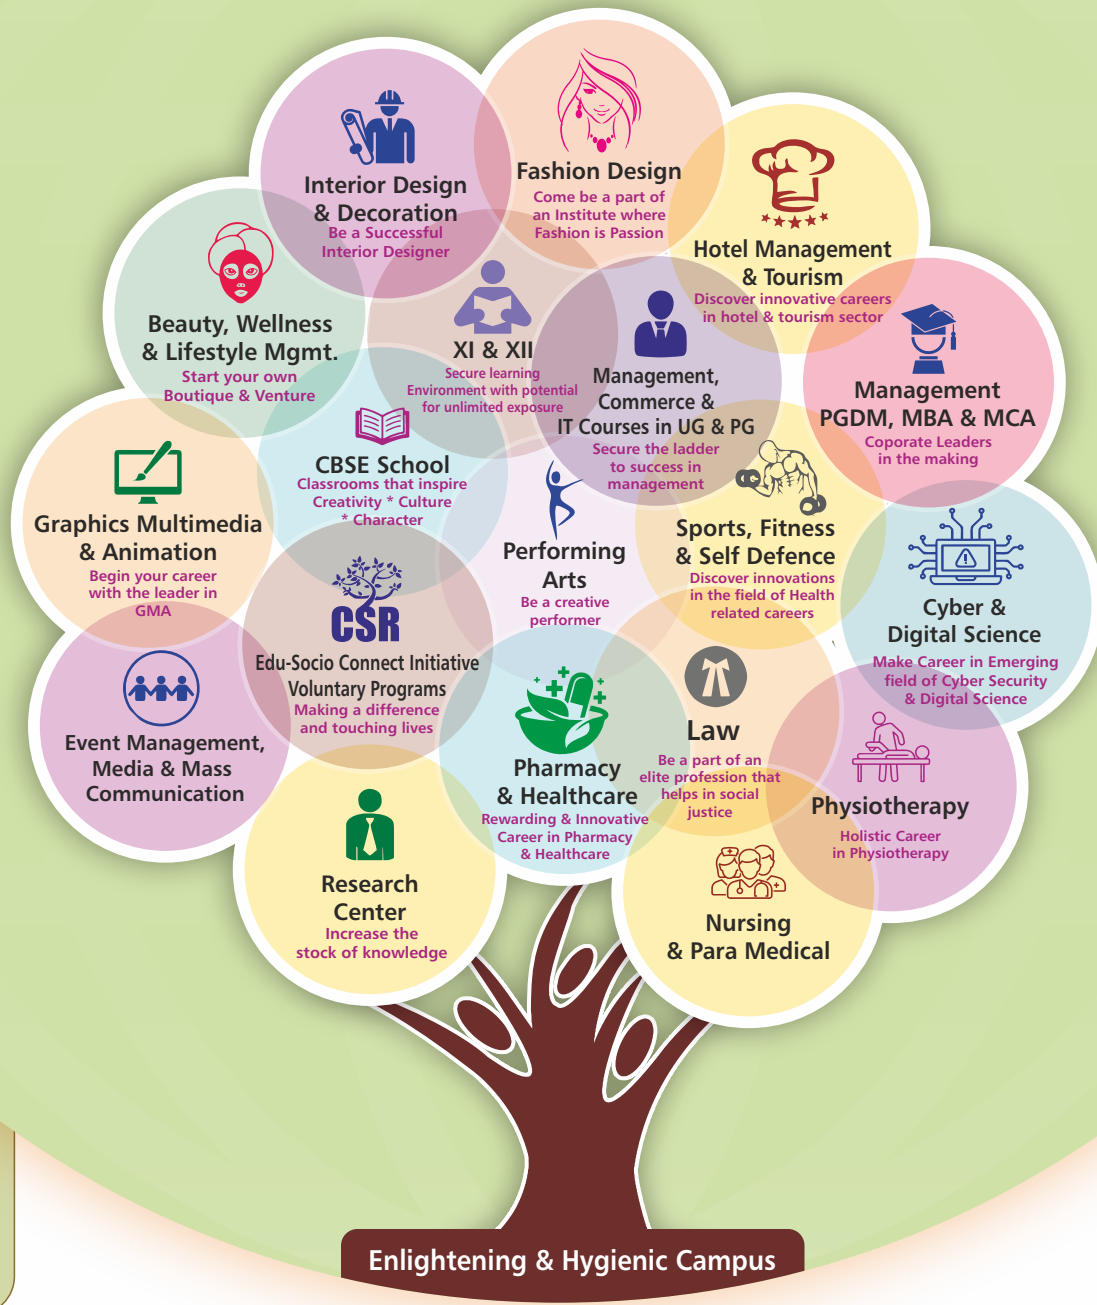 Fashion Design
Come be a part of
an Institute where
Fashion is Passion
Interior Design
& Decoration
Be a Successful
Interior Designer
Hotel Management
& Tourism
Discover innovative careers
in hotel & tourism sector
Beauty, Wellness
& Lifestyle Mgmt.
Start your own
Boutique & Venture
XI & XII
Secure learning
Environment with potential
for unlimited exposure
Management,
Commerce &
IT Courses in UG & PG
Secure the ladder
to success in
management
Management
PGDM, MBA & MCA
Coporate Leaders
in the making
CBSE School
Classrooms that inspire
Creativity * Culture
* Character
Graphics Multimedia
& Animation
Begin your career
with the leader in
GMA
Performing
Arts
Be a creative
performer
Sports, Fitness
& Self Defence
Discover innovations
in the field of Health
related careers
Cyber &
Digital Science
Make Career in Emerging
field of Cyber Security
& Digital Science
CSR
Edu-Socio Connect Initiative
Voluntary Programs
Making a difference
and touching lives
Event Management,
Media & Mass
Communication
Law
Be a part of an
elite profession that
helps in social
justice
Pharmacy
& Healthcare
Rewarding & Innovative
Career in Pharmacy
& Healthcare
Physiotherapy
Holistic Career
in Physiotherapy
Research
Center
Increase the
stock of knowledge
Nursing
& Para Medical
Enlightening & Hygienic Campus